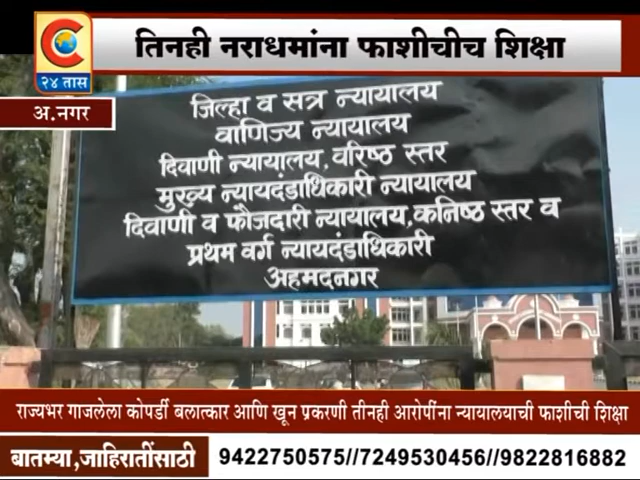 तिनही नराधमांना फाशीचीच शिक्षा
C
२४ तास
अ.नगर
जिल्हा व सत्र न्यायालय
वाणिज्य न्यायालय
दिवाणी न्यायालय, वरिष्ठ स्तर
मुख्य न्यायदंडाधिकारी न्यायालय
दिवाणी व फौजदारी न्यायालय, कनिष्ठ स्तर व
प्रथम वर्ग न्यायदंडाधिकारी
अहमदनगर
राज्यभर गाजलेला कोपर्डी बलात्कार आणि खून प्रकरणी तीनही आरोपींना न्यायालयाची फाशीची शिक्षा
बातम्या,जाहिरातींसाठी 9422750575//7249530456//9822816882